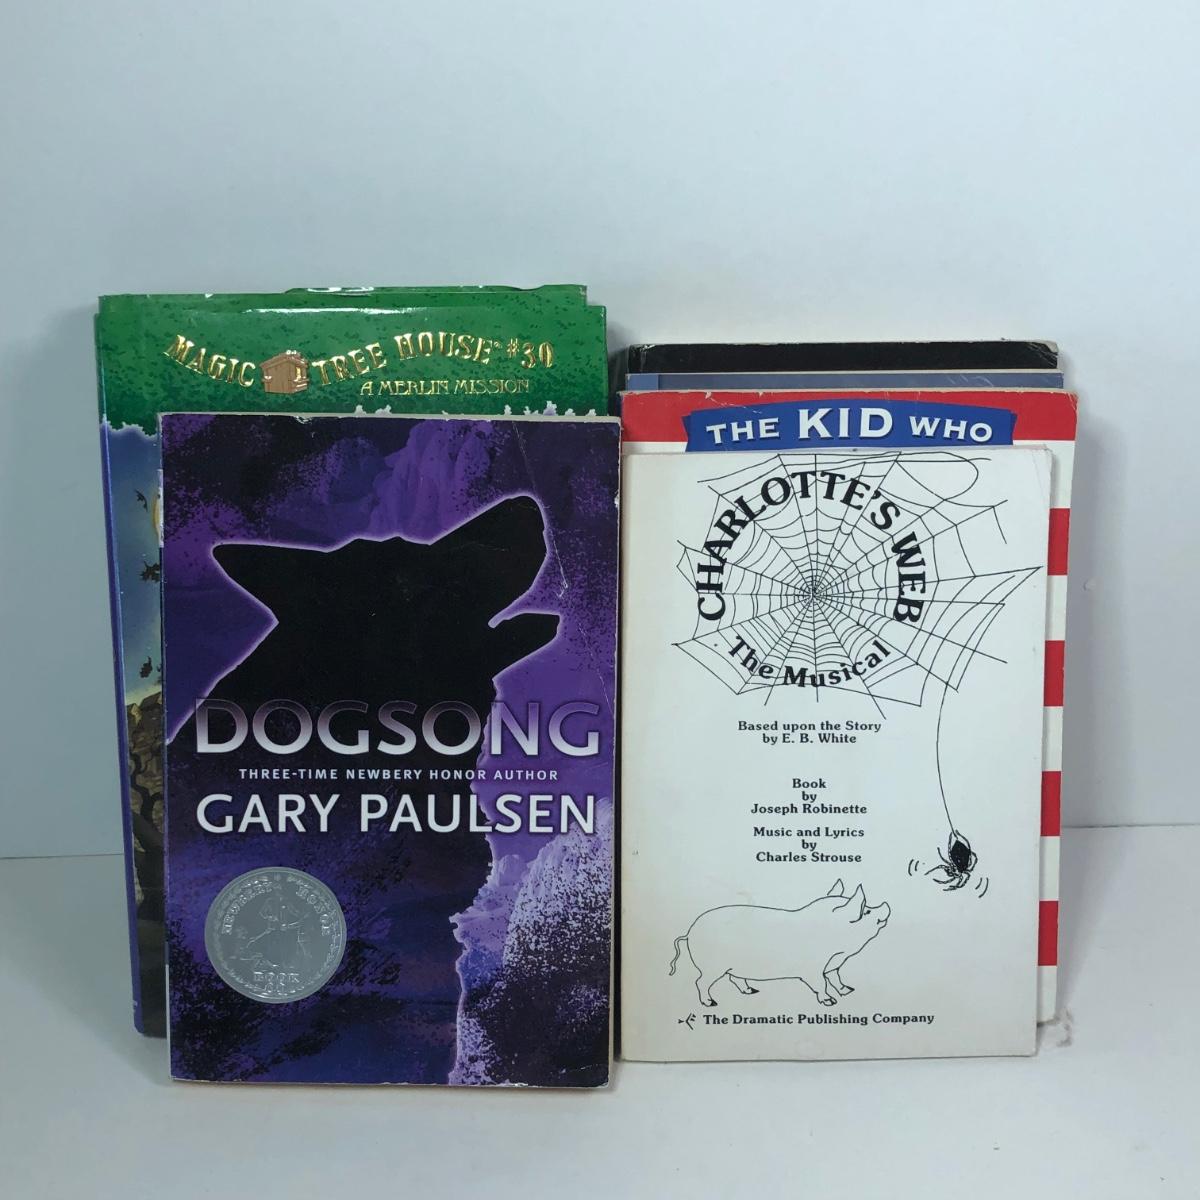 MAGIC TREE HOUSE® #30
A MERLIN MISSION
DOGSONG
THREE-TIME NEWBERY HONOR AUTHOR
GARY PAULSEN
NEWBERY HONOR
BOOK
THE KID WHO
CHARLOTTE'S WEB
The Musical
Based upon the Story
by E. B. White
Book
by
Joseph Robinette
Music and Lyrics
by
Charles Strouse
The Dramatic Publishing Company